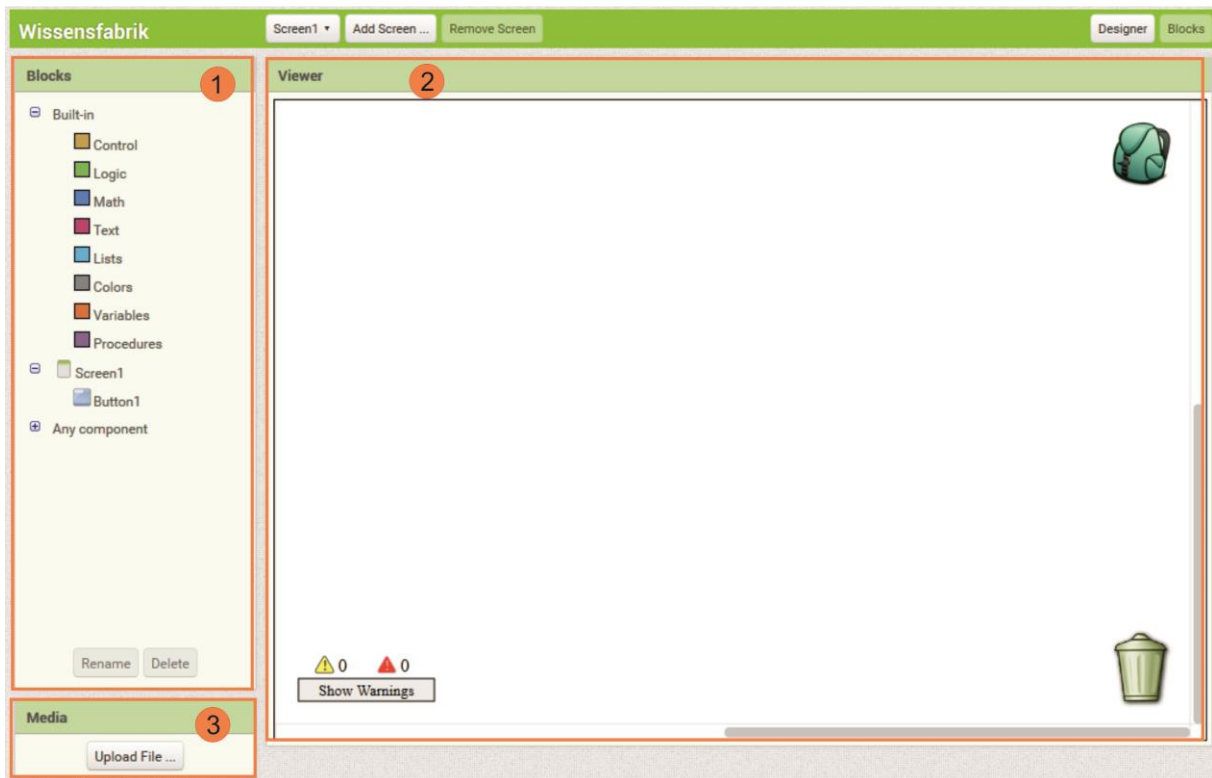 Wissensfabrik
Screen1 Add Screen ... Remove Screen
Designer Blocks
Blocks
1
Built-in
Control
Logic
Math
Text
Lists
Colors
Variables
Procedures
Screen1
Button1
Any component
Rename Delete
Viewer
2
0 0
Show Warnings
Media
3
Upload File ...